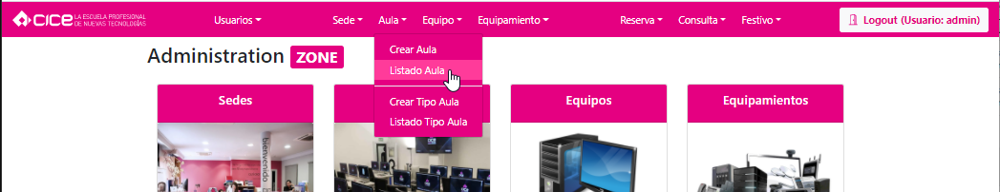 CICE LA ESCUELA PROFESIONAL
DE NUEVAS TECNOLOGÍAS
Usuarios
Sede
Aula
Equipo
Equipamiento
Reserva
Consulta
Festivo
Logout (Usuario: admin)
Crear Aula
Listado Aula
Crear Tipo Aula
Listado Tipo Aula
Administration ZONE
Sedes
Equipos
Equipamientos
bienvenido